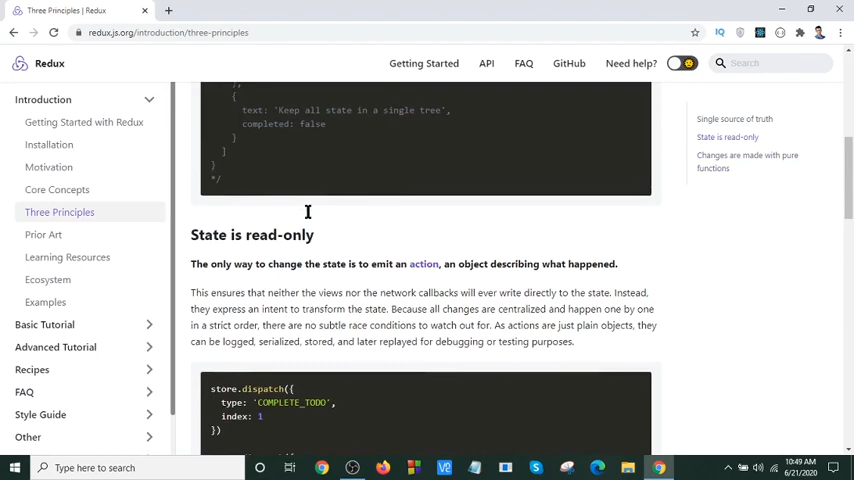 Three Principles | Redux
redux.js.org/introduction/three-principles
Redux
Getting Started
API
FAQ
GitHub
Need help?
Search
Introduction
Getting Started with Redux
Installation
Motivation
Core Concepts
Three Principles
Prior Art
Learning Resources
Ecosystem
Examples
Basic Tutorial
Advanced Tutorial
Recipes
FAQ
Style Guide
Other
},
{
text: 'Keep all state in a single tree',
completed: false
}
]
}
*/
State is read-only
The only way to change the state is to emit an action, an object describing what happened.
This ensures that neither the views nor the network callbacks will ever write directly to the state. Instead,
they express an intent to transform the state. Because all changes are centralized and happen one by one
in a strict order, there are no subtle race conditions to watch out for. As actions are just plain objects, they
can be logged, serialized, stored, and later replayed for debugging or testing purposes.
store.dispatch({
type: 'COMPLETE_TODO',
index: 1
})
Single source of truth
State is read-only
Changes are made with pure
functions
Type here to search
10:49 AM
6/21/2020